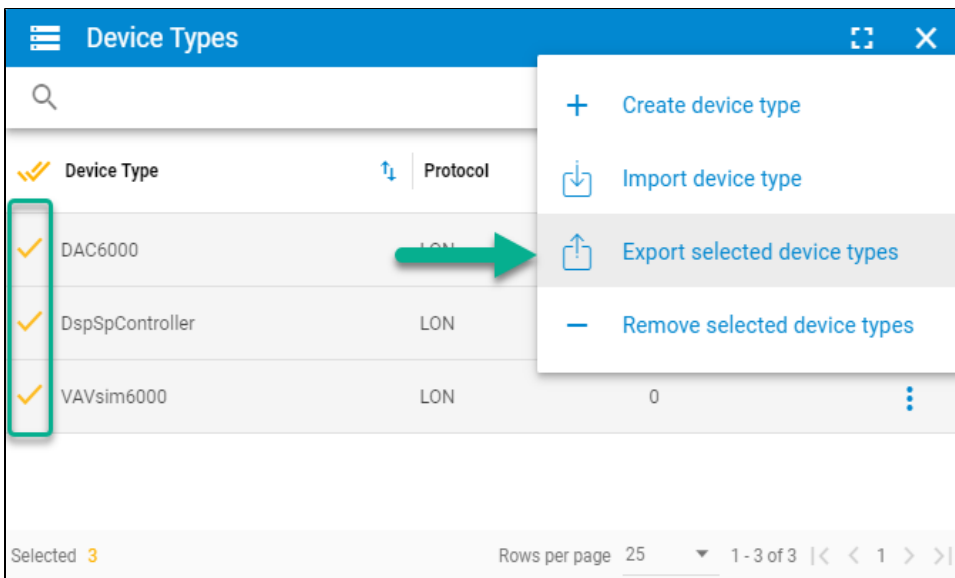 Device Types
Create device type
Device Type Protocol
Import device type
DAC6000
Export selected device types
DspSpController LON
Remove selected device types
VAVsim6000 LON 0
Selected 3 Rows per page 25 1 - 3 of 3 |< < 1 > >|